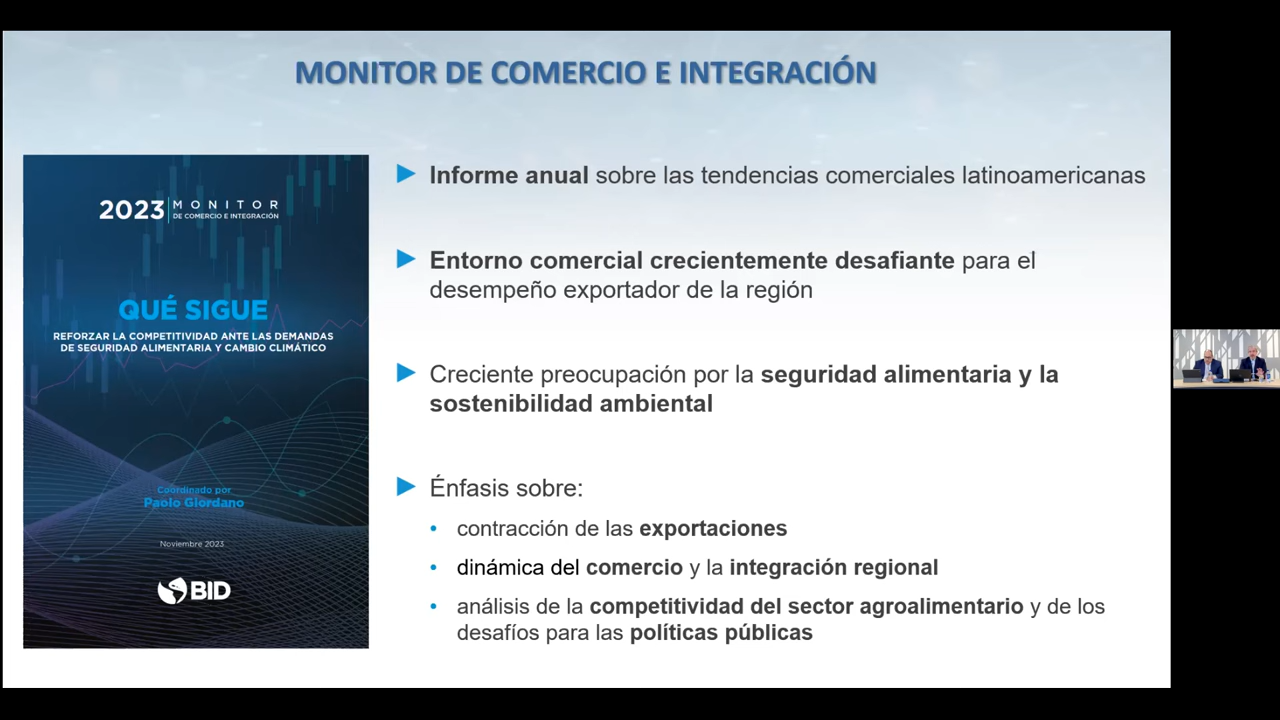 MONITOR DE COMERCIO E INTEGRACIÓN
2023 MONITOR
DE COMERCIO E INTEGRACIÓN
QUÉ SIGUE
REFORZAR LA COMPETITIVIDAD ANTE LAS DEMANDAS
DE SEGURIDAD ALIMENTARIA Y CAMBIO CLIMÁTICO
Coordinado por
Paolo Giordano
Noviembre 2023
BID
Informe anual sobre las tendencias comerciales latinoamericanas
Entorno comercial crecientemente desafiante para el
desempeño exportador de la región
Creciente preocupación por la seguridad alimentaria y la
sostenibilidad ambiental
Énfasis sobre:
• contracción de las exportaciones
• dinámica del comercio y la integración regional
• análisis de la competitividad del sector agroalimentario y de los
desafíos para las políticas públicas